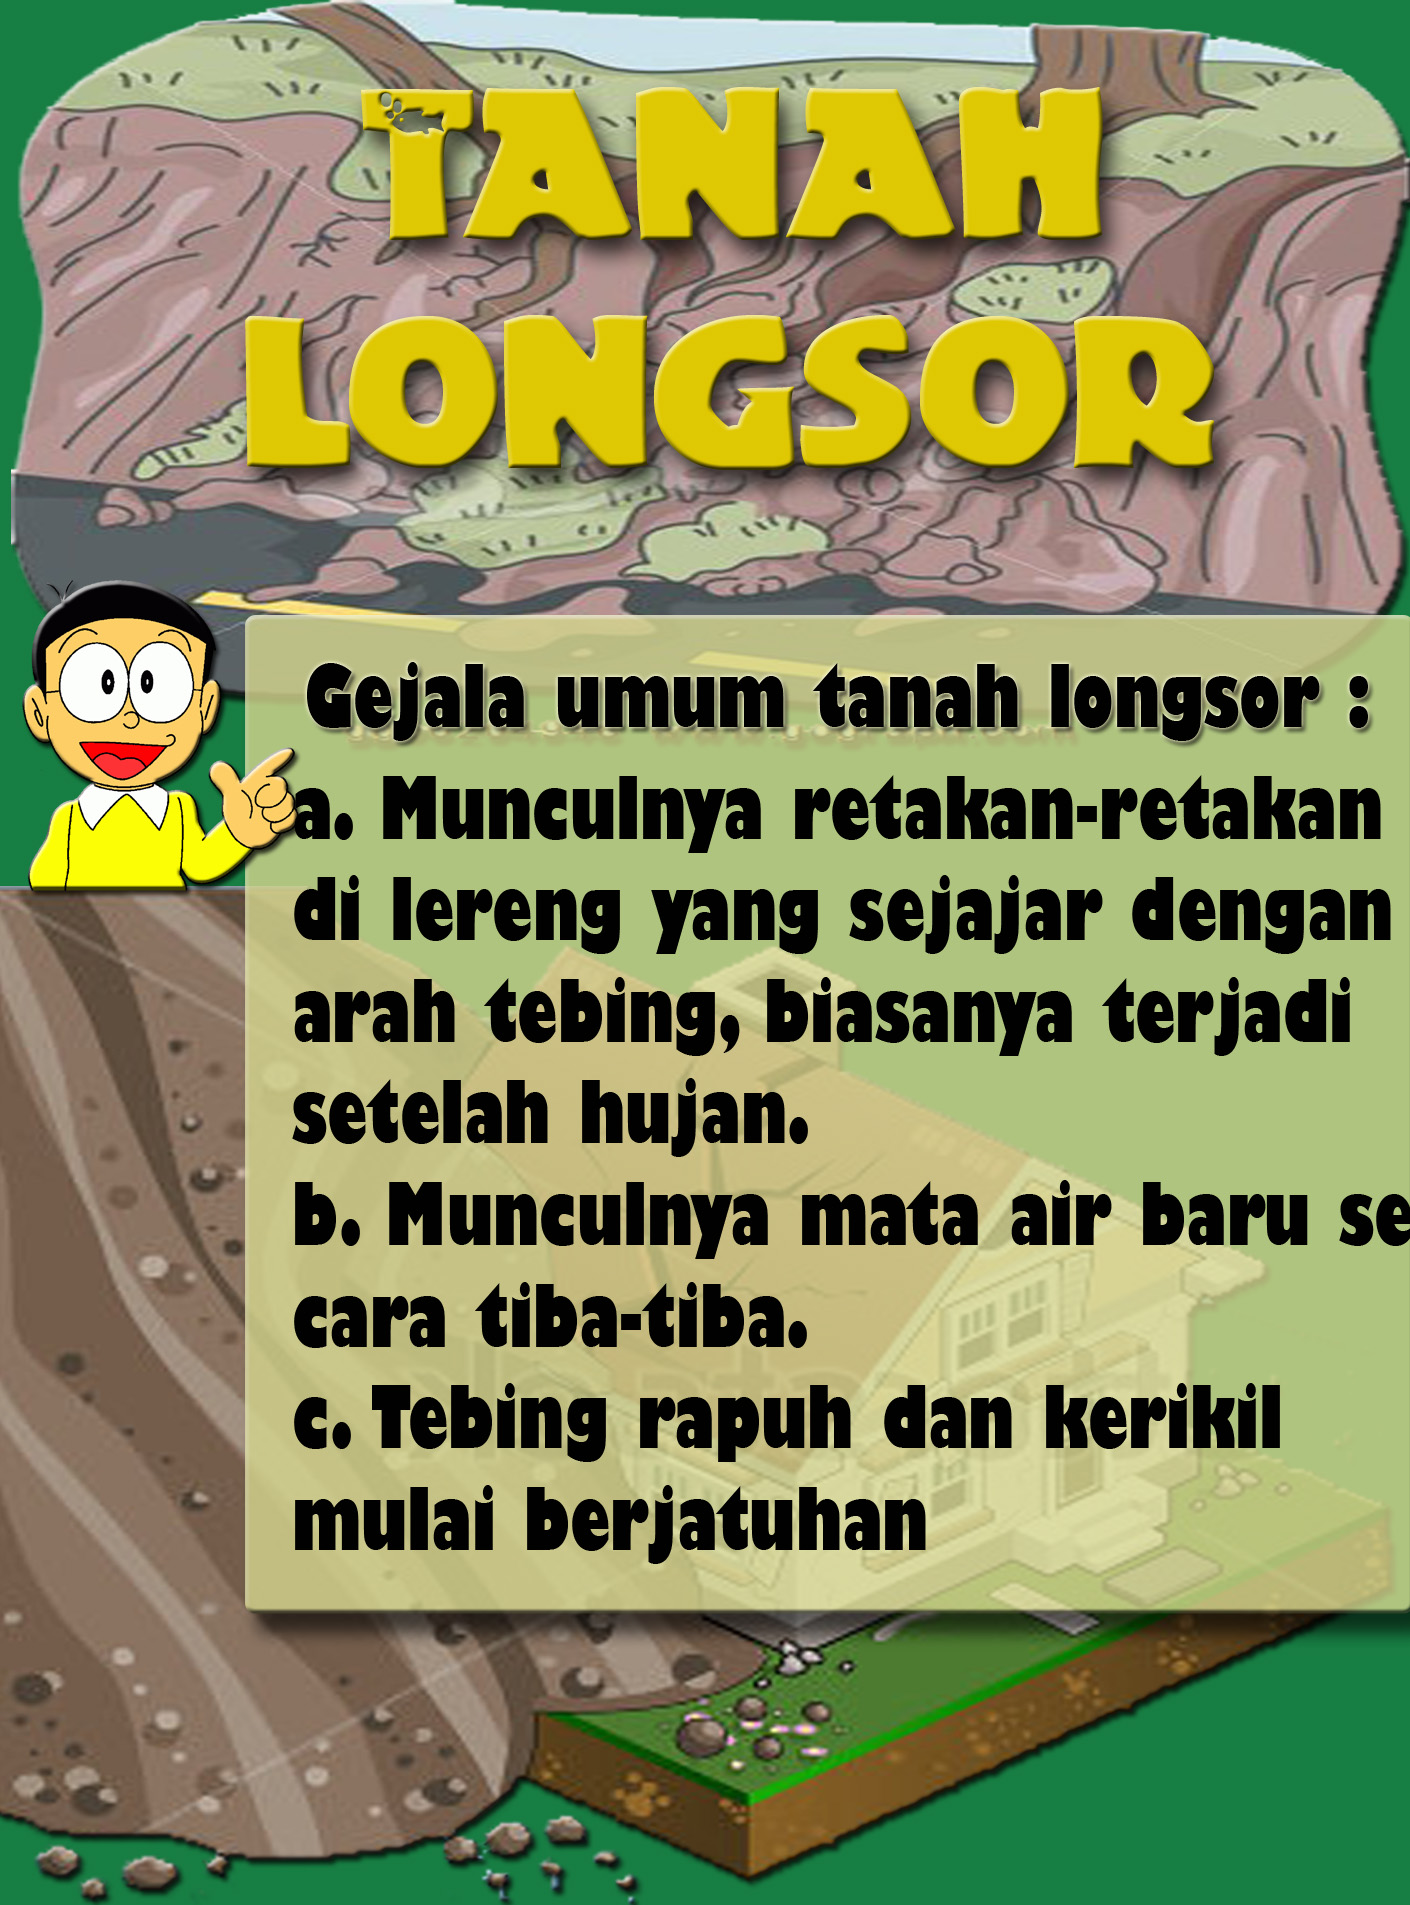 TANAH
LONGSOR
Gejala umum tanah longsor :
a. Munculnya retakan-retakan
di lereng yang sejajar dengan
arah tebing, biasanya terjadi
setelah hujan.
b. Munculnya mata air baru se
cara tiba-tiba.
c. Tebing rapuh dan kerikil
mulai berjatuhan